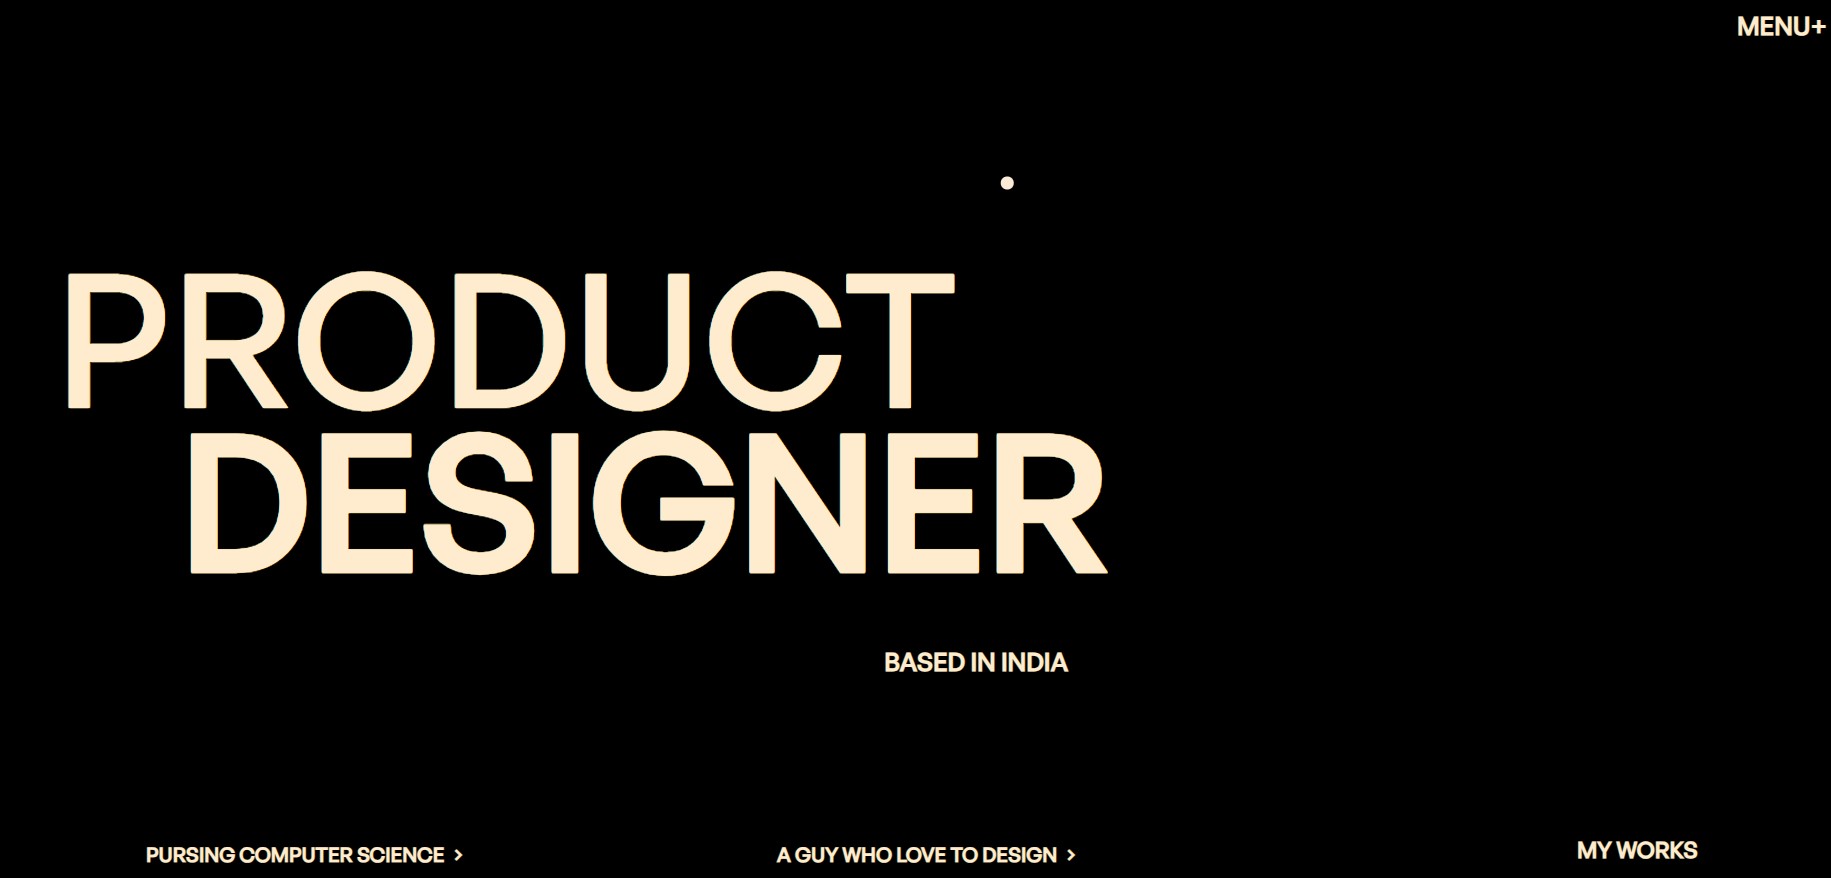 MENU+
PRODUCT
DESIGNER
BASED IN INDIA
PURSING COMPUTER SCIENCE >
A GUY WHO LOVE TO DESIGN >
MY WORKS